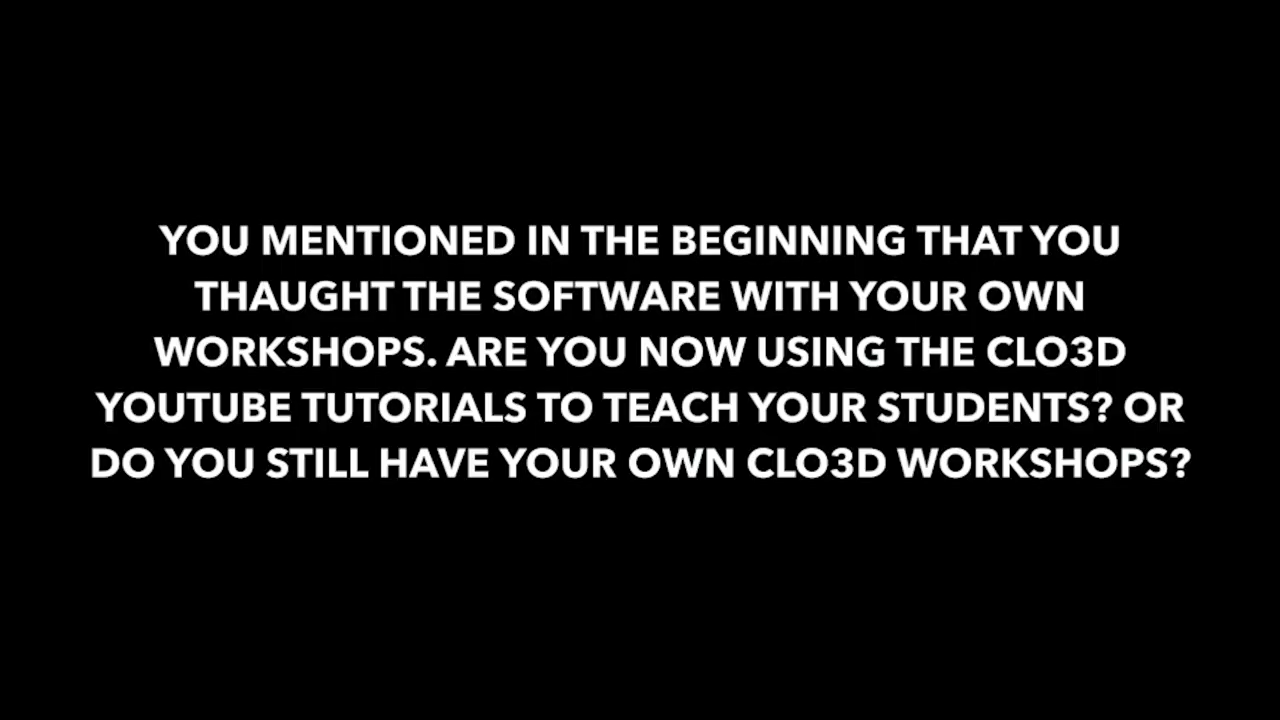 YOU MENTIONED IN THE BEGINNING THAT YOU
THAUGHT THE SOFTWARE WITH YOUR OWN
WORKSHOPS. ARE YOU NOW USING THE CLO3D
YOUTUBE TUTORIALS TO TEACH YOUR STUDENTS? OR
DO YOU STILL HAVE YOUR OWN CLO3D WORKSHOPS?